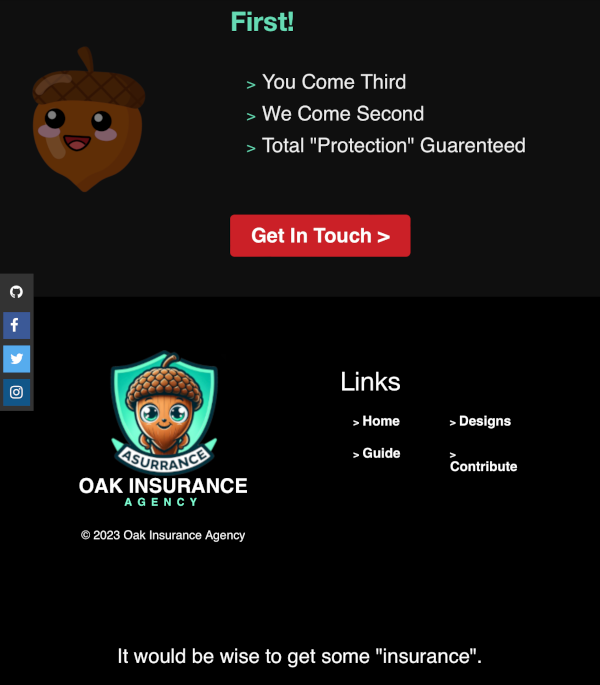 First!
> You Come Third
> We Come Second
> Total "Protection" Guarenteed
Get In Touch >
ASURRANCE
OAK INSURANCE
AGENCY
© 2023 Oak Insurance Agency
Links
> Home
> Designs
> Guide
>
Contribute
It would be wise to get some "insurance".